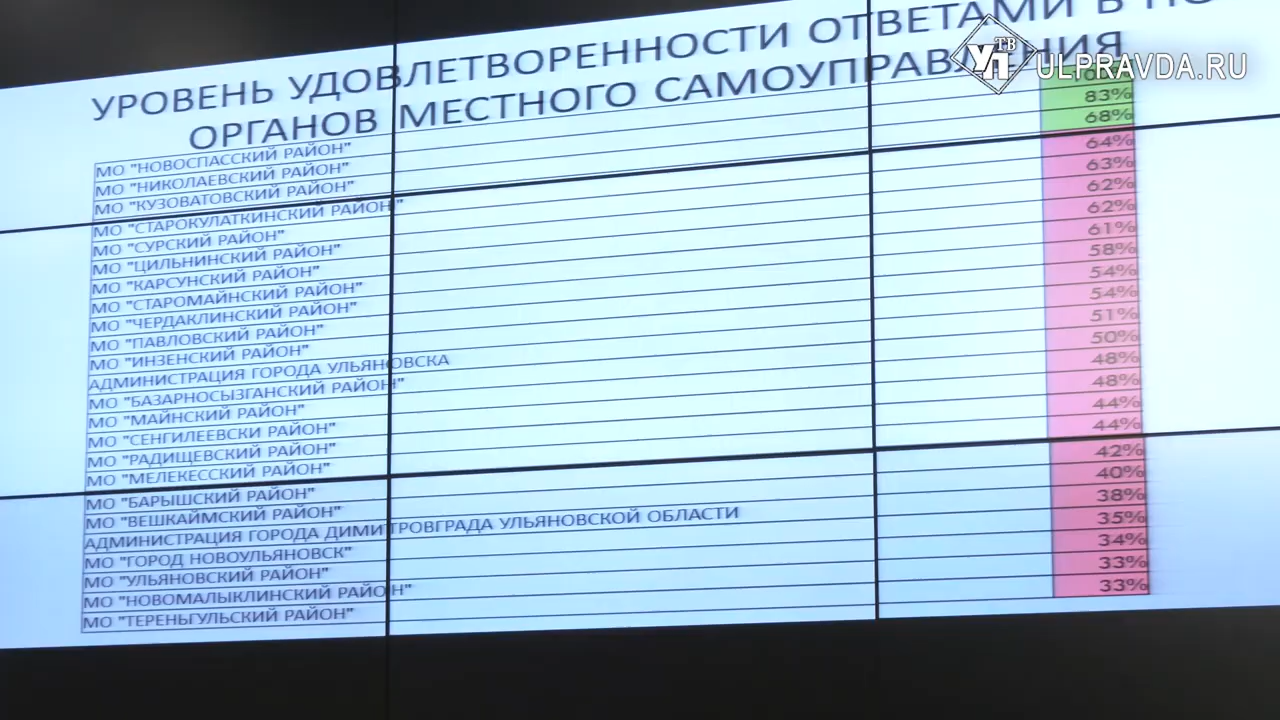 УРОВЕНЬ УДОВЛЕТВОРЕННОСТИ ОТВЕТАМИ В
ОРГАНОВ МЕСТНОГО САМОУПРАВЛЕНИЯ
УП ТВ ULPRAVDA.RU
МО "НОВОСПАССКИЙ РАЙОН"
МО "НИКОЛАЕВСКИЙ РАЙОН" 83%
МО "КУЗОВАТОВСКИЙ РАЙОН" 68%
МО "СТАРОКУЛАТКИНСКИЙ РАЙОН" 64%
МО "СУРСКИЙ РАЙОН" 63%
МО "ЦИЛЬНИНСКИЙ РАЙОН" 62%
МО "КАРСУНСКИЙ РАЙОН" 62%
МО "СТАРОМАЙНСКИЙ РАЙОН" 61%
МО "ЧЕРДАКЛИНСКИЙ РАЙОН" 58%
МО "ПАВЛОВСКИЙ РАЙОН" 54%
МО "ИНЗЕНСКИЙ РАЙОН" 54%
АДМИНИСТРАЦИЯ ГОРОДА УЛЬЯНОВСКА 51%
МО "БАЗАРНОСЫЗГАНСКИЙ РАЙОН" 50%
МО "МАЙНСКИЙ РАЙОН" 48%
МО "СЕНГИЛЕЕВСКИ РАЙОН" 48%
МО "РАДИЩЕВСКИЙ РАЙОН" 44%
МО "МЕЛЕКЕССКИЙ РАЙОН" 44%
МО "БАРЫШСКИЙ РАЙОН" 42%
МО "ВЕШКАЙМСКИЙ РАЙОН" 40%
АДМИНИСТРАЦИЯ ГОРОДА ДИМИТРОВГРАДА УЛЬЯНОВСКОЙ ОБЛАСТИ 38%
МО "ГОРОД НОВОУЛЬЯНОВСК" 35%
МО "УЛЬЯНОВСКИЙ РАЙОН" 34%
МО "НОВОМАЛЫКЛИНСКИЙ РАЙОН" 33%
МО "ТЕРЕНЬГУЛЬСКИЙ РАЙОН" 33%